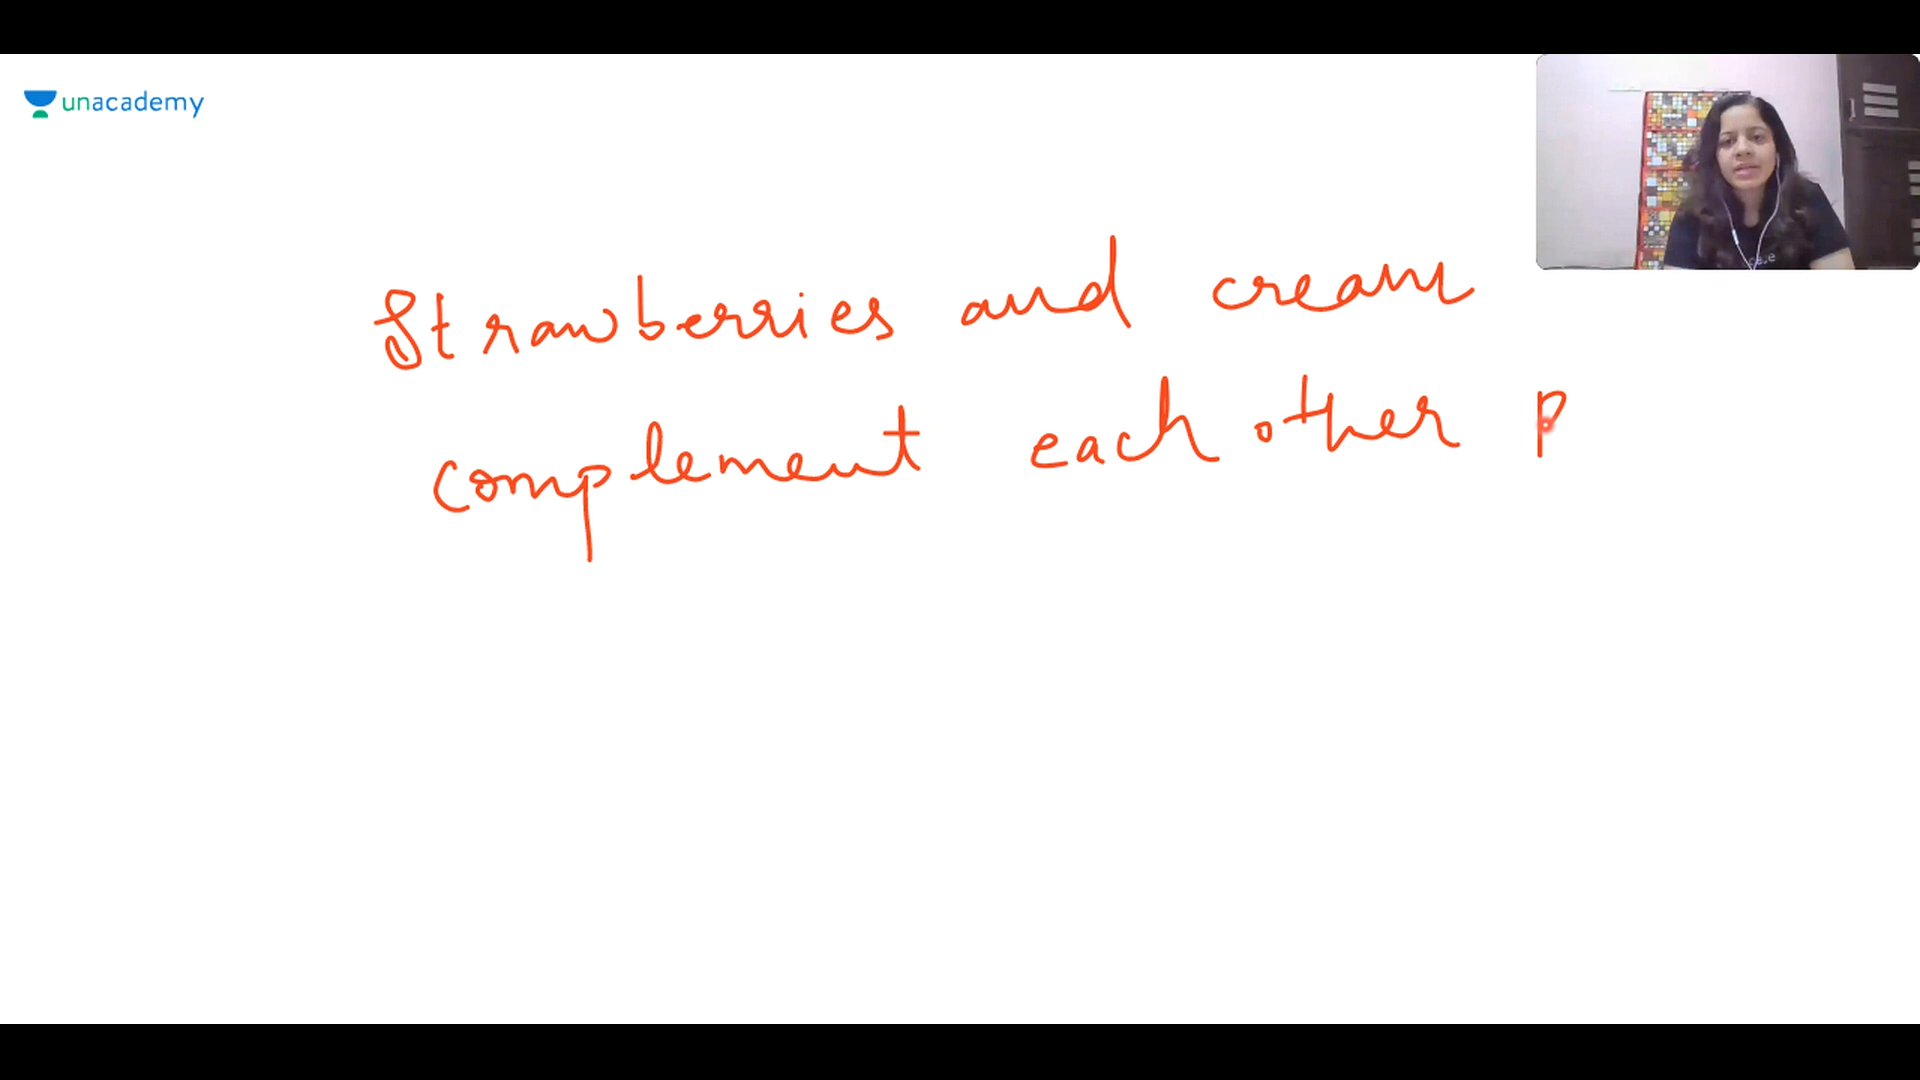 unacademy
Strawberries and cream
complement each other P